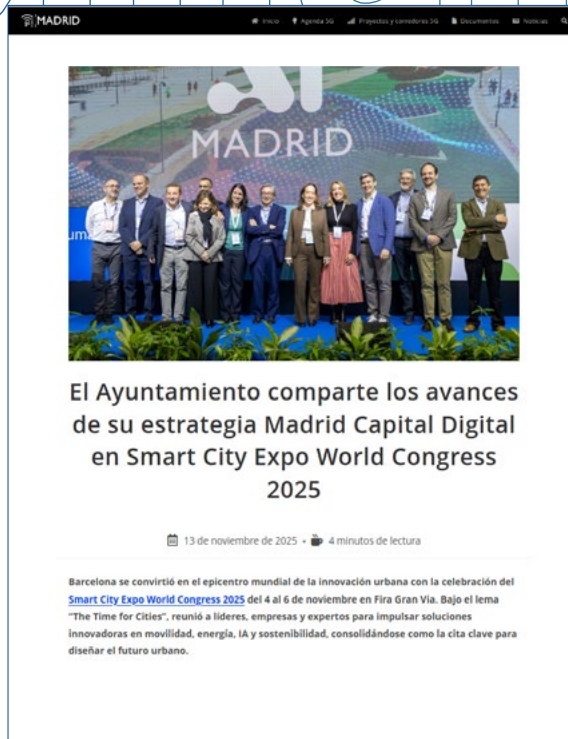 MADRID
Inicio Agenda 5G Proyectos y corredores 5G Documentos Noticias
MADRID
El Ayuntamiento comparte los avances
de su estrategia Madrid Capital Digital
en Smart City Expo World Congress
2025
13 de noviembre de 2025 • 4 minutos de lectura
Barcelona se convirtió en el epicentro mundial de la innovación urbana con la celebración del
Smart City Expo World Congress 2025 del 4 al 6 de noviembre en Fira Gran Via. Bajo el lema
"The Time for Cities", reunió a líderes, empresas y expertos para impulsar soluciones
innovadoras en movilidad, energía, IA y sostenibilidad, consolidándose como la cita clave para
diseñar el futuro urbano.